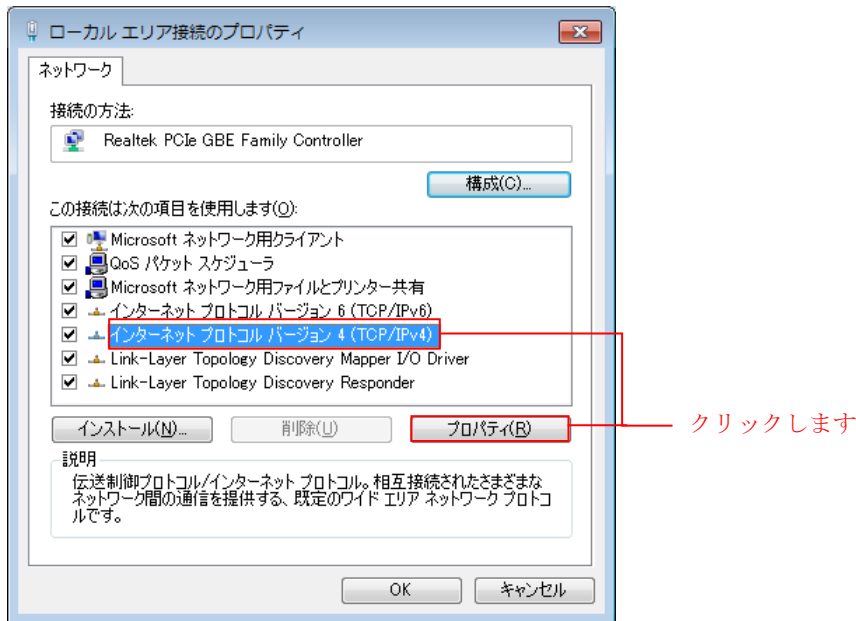 ローカル エリア接続のプロパティ
ネットワーク
接続の方法:
Realtek PCIe GBE Family Controller
構成(C)...
この接続は次の項目を使用します(O):
Microsoft ネットワーク用クライアント
QoS パケット スケジューラ
Microsoft ネットワーク用ファイルとプリンター共有
インターネット プロトコル バージョン 6 (TCP/IPv6)
インターネット プロトコル バージョン 4 (TCP/IPv4)
Link-Layer Topology Discovery Mapper I/O Driver
Link-Layer Topology Discovery Responder
インストール(N)...
削除(U)
プロパティ(R)
クリックします
説明
伝送制御プロトコル/インターネット プロトコル。相互接続されたさまざまな
ネットワーク間の通信を提供する、既定のワイド エリア ネットワーク プロトコ
ルです。
OK
キャンセル